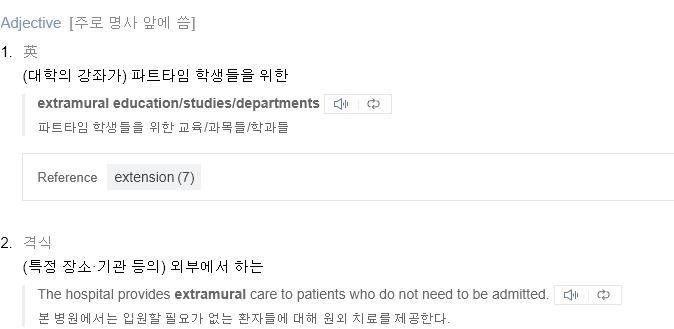 Adjective [주로 명사 앞에 씀]
1. 英
(대학의 강좌가) 파트타임 학생들을 위한
extramural education/studies/departments
파트타임 학생들을 위한 교육/과목들/학과들
Reference extension (7)
2. 격식
(특정 장소·기관 등의) 외부에서 하는
The hospital provides extramural care to patients who do not need to be admitted.
본 병원에서는 입원할 필요가 없는 환자들에 대해 원외 치료를 제공한다.